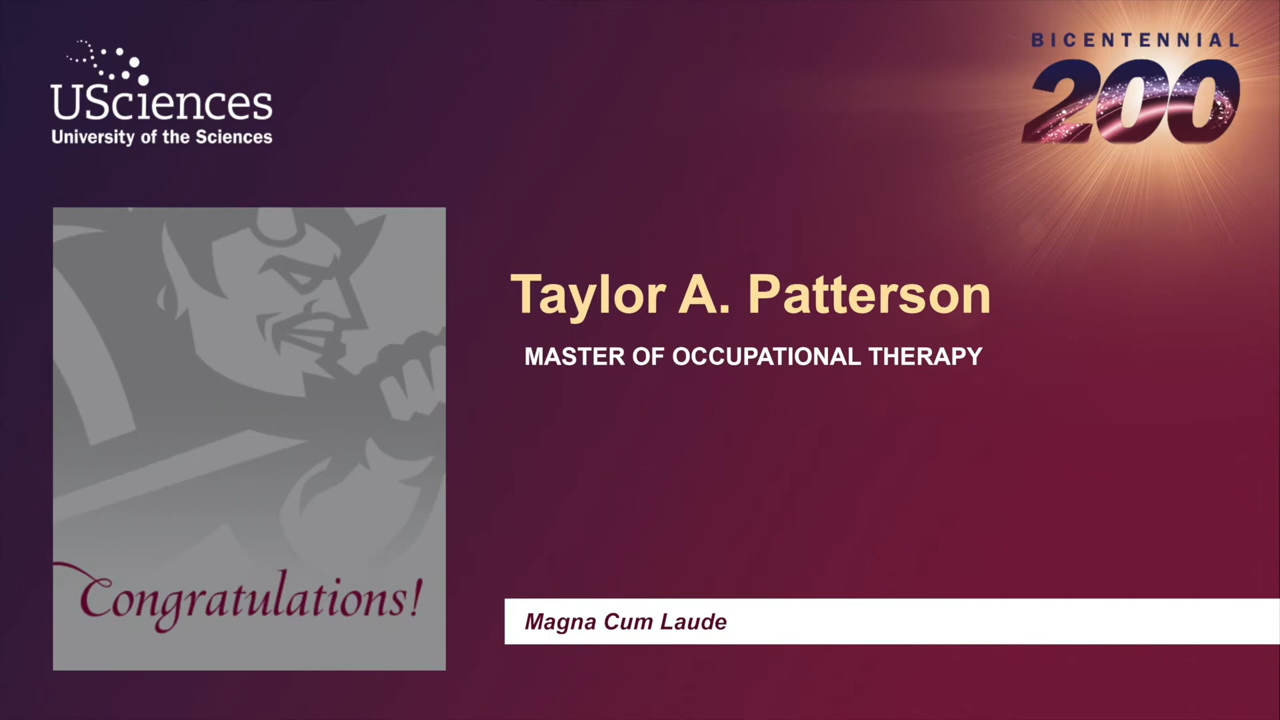 USciences
University of the Sciences
BICENTENNIAL
200
Taylor A. Patterson
MASTER OF OCCUPATIONAL THERAPY
Congratulations!
Magna Cum Laude